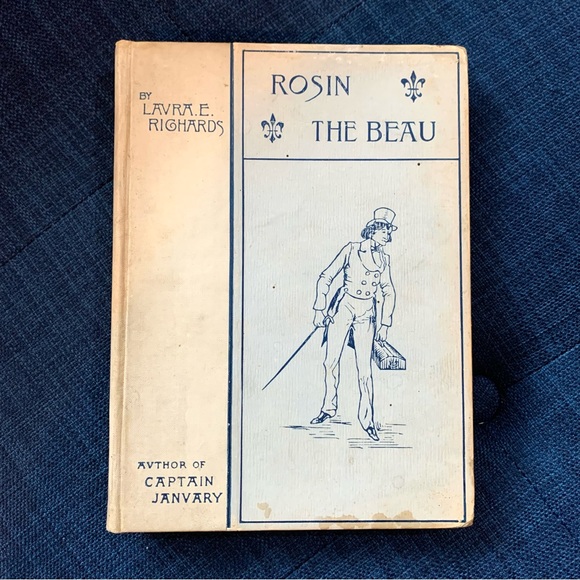 BY
LAVRA.E.
RICHARDS
ROSIN
THE BEAU
AVTHOR OF
CAPTAIN
JANVARY